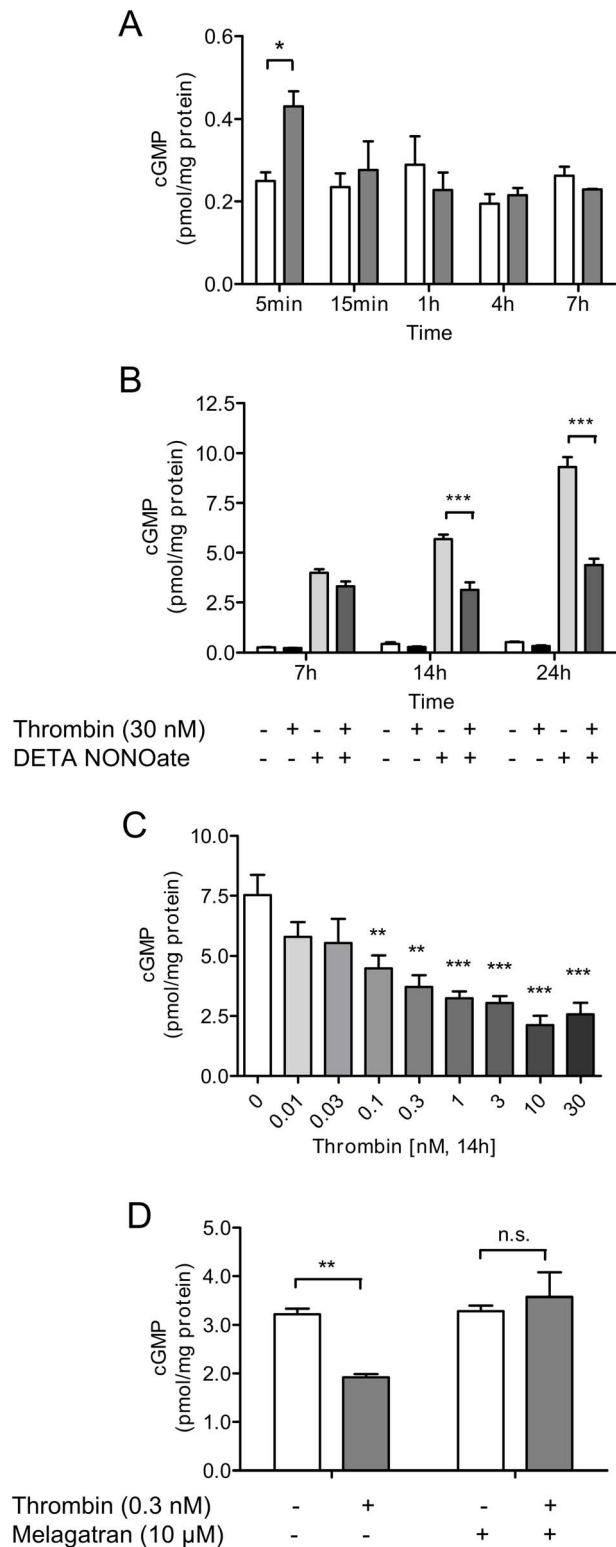 A
cGMP
(pmol/mg protein)
0.6
0.4
0.2
0.0
*
5min 15min 1h 4h 7h
Time
B
cGMP
(pmol/mg protein)
12.5
10.0
7.5
5.0
2.5
0.0
***
***
7h 14h 24h
Time
Thrombin (30 nM) - + - + - + - + - + - +
DETA NONOate - - + + - - + + - - + +
C
cGMP
(pmol/mg protein)
10.0
7.5
5.0
2.5
0.0
** ** *** *** *** ***
0 0.01 0.03 0.1 0.3 1 3 10 30
Thrombin [nM, 14h]
D
cGMP
(pmol/mg protein)
5.0
4.0
3.0
2.0
1.0
0.0
** n.s.
Thrombin (0.3 nM) - + - +
Melagatran (10 µM) - - + +